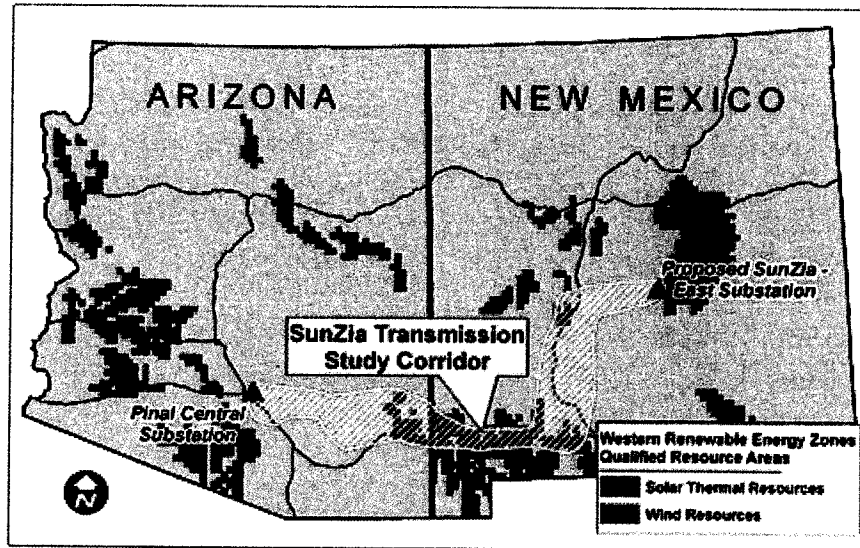 ARIZONA
NEW MEXICO
Proposed SunZia -
East Substation
SunZia Transmission
Study Corridor
Pinal Central
Substation
Western Renewable Energy Zones
Qualified Resource Areas
Solar Thermal Resources
Wind Resources
N